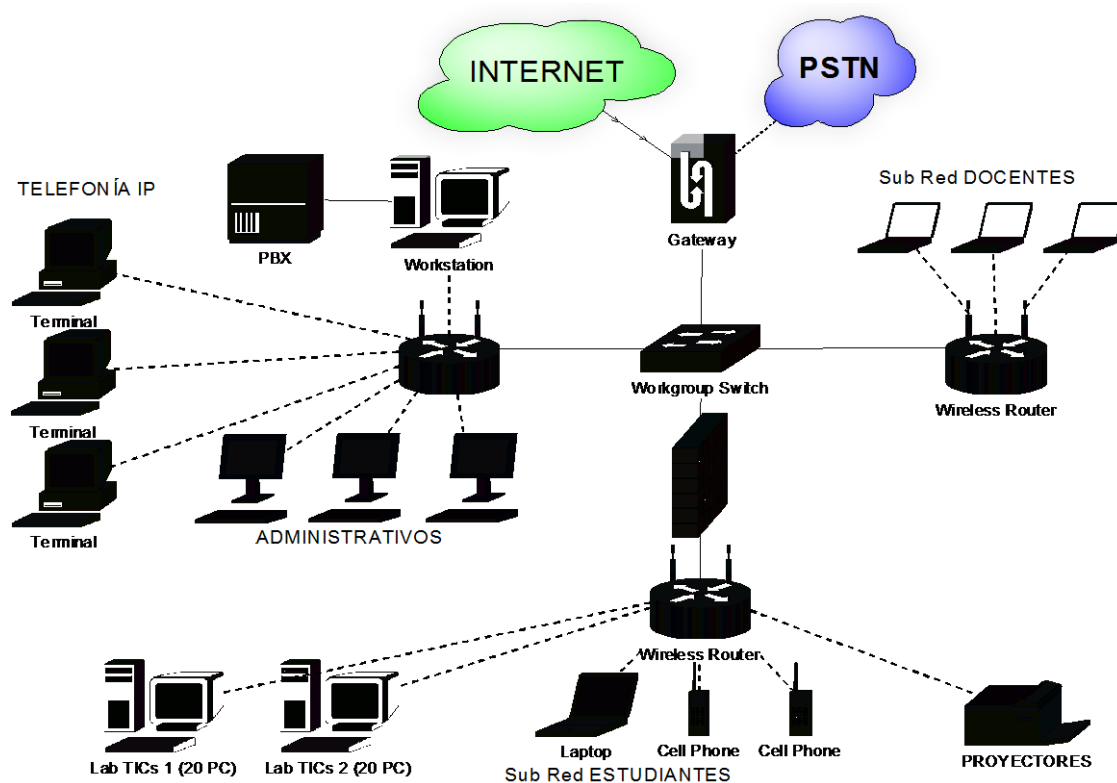 INTERNET
PSTN
TELEFONÍA IP
Sub Red DOCENTES
PBX
Workstation
Gateway
Terminal
Workgroup Switch
Wireless Router
Terminal
ADMINISTRATIVOS
Terminal
Wireless Router
Laptop
Cell Phone
Cell Phone
PROYECTORES
Lab TICs 1 (20 PC)
Lab TICs 2 (20 PC)
Sub Red ESTUDIANTES